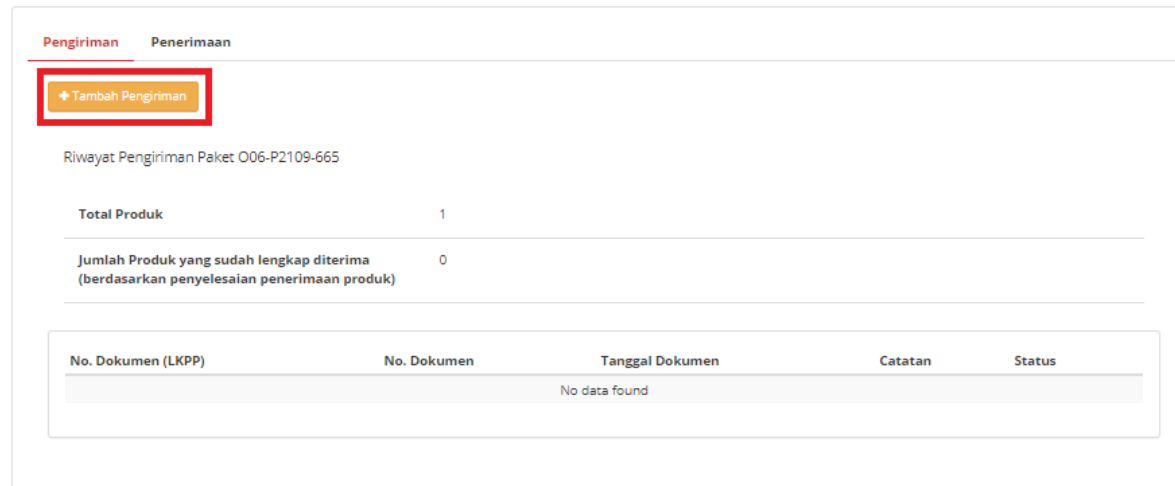 Pengiriman Penerimaan
+ Tambah Pengiriman
Riwayat Pengiriman Paket O06-P2109-665
Total Produk 1
Jumlah Produk yang sudah lengkap diterima 0
(berdasarkan penyelesaian penerimaan produk)
No. Dokumen (LKPP) No. Dokumen Tanggal Dokumen Catatan Status
No data found